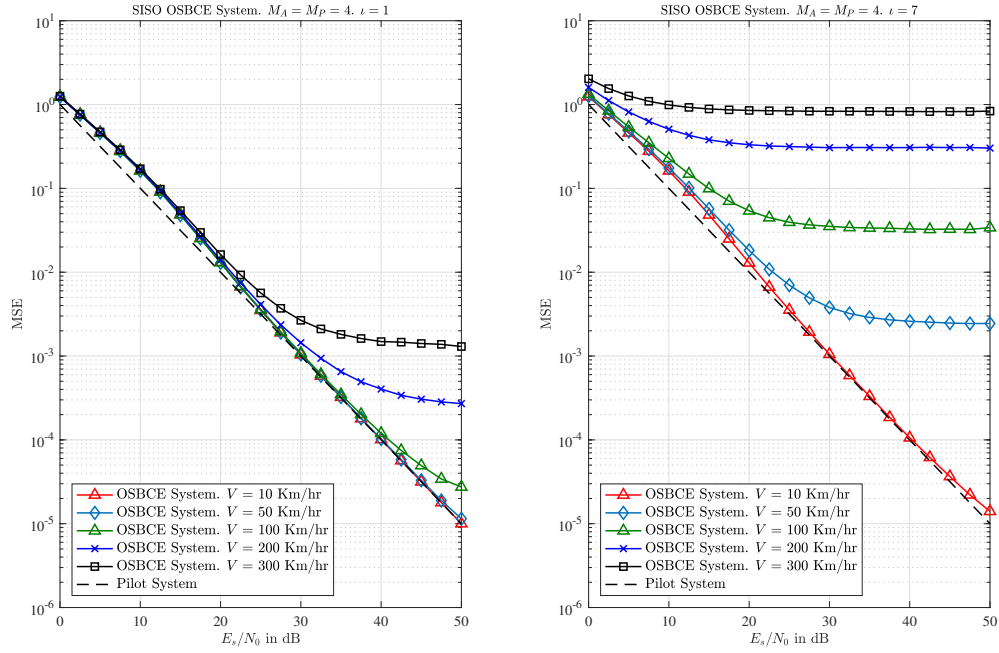 SISO OSBCE System. M_A = M_P = 4. ι = 1
10^1
10^0
10^-1
10^-2
10^-3
10^-4
10^-5
10^-6
MSE
OSBCE System. V = 10 Km/hr
OSBCE System. V = 50 Km/hr
OSBCE System. V = 100 Km/hr
OSBCE System. V = 200 Km/hr
OSBCE System. V = 300 Km/hr
Pilot System
0 10 20 30 40 50
E_s/N_0 in dB
SISO OSBCE System. M_A = M_P = 4. ι = 7
10^1
10^0
10^-1
10^-2
10^-3
10^-4
10^-5
10^-6
MSE
OSBCE System. V = 10 Km/hr
OSBCE System. V = 50 Km/hr
OSBCE System. V = 100 Km/hr
OSBCE System. V = 200 Km/hr
OSBCE System. V = 300 Km/hr
Pilot System
0 10 20 30 40 50
E_s/N_0 in dB